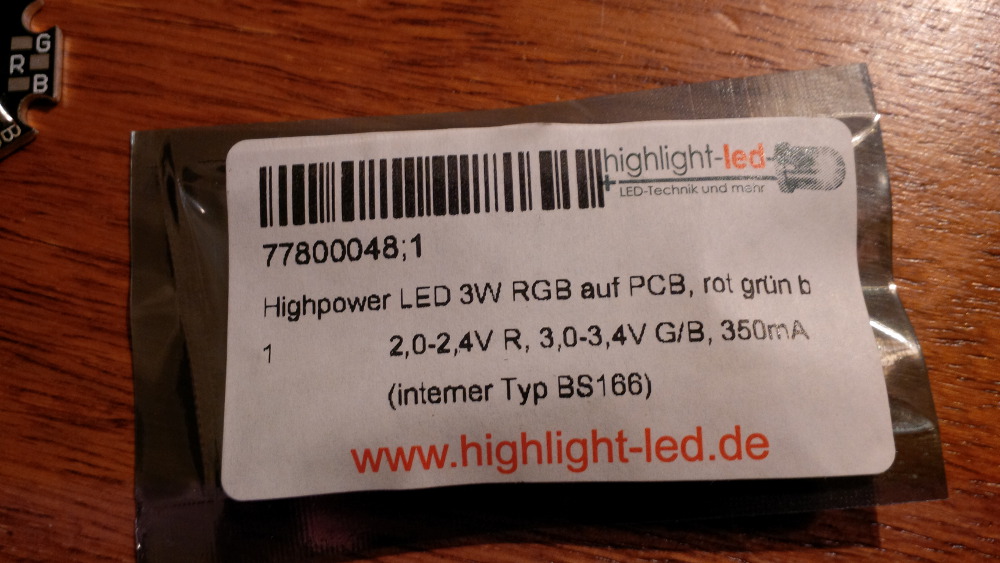 G
R
B
B
highlight-led
LED-Technik und mehr
77800048;1
Highpower LED 3W RGB auf PCB, rot grün b
1 2,0-2,4V R, 3,0-3,4V G/B, 350mA
(interner Typ BS166)
www.highlight-led.de